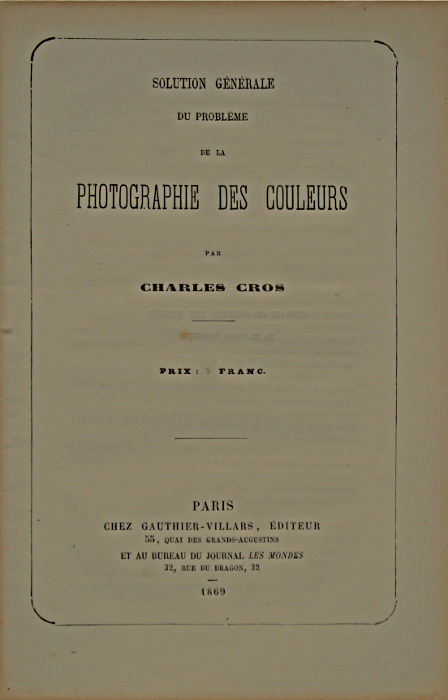 SOLUTION GÉNÉRALE
DU PROBLÈME
DE LA
PHOTOGRAPHIE DES COULEURS
PAR
CHARLES CROS
PRIX : FRANC.
PARIS
CHEZ GAUTHIER-VILLARS, ÉDITEUR
55, QUAI DES GRANDS-AUGUSTINS
ET AU BUREAU DU JOURNAL LES MONDES
32, RUE DU DRAGON, 32
1869